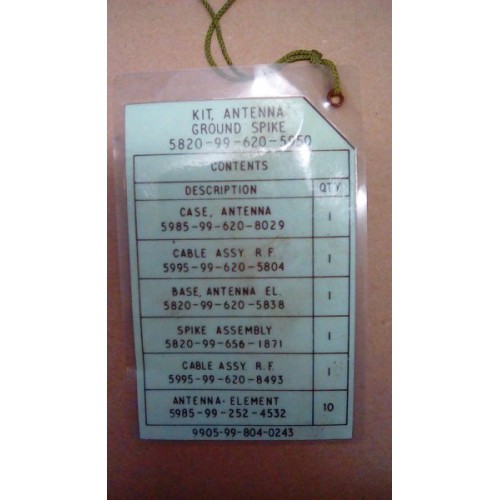 KIT, ANTENNA
GROUND SPIKE
5820-99-620-5950
CONTENTS
DESCRIPTION QTY
CASE, ANTENNA 1
5985-99-620-8029
CABLE ASSY. R.F. 1
5995-99-620-5804
BASE, ANTENNA EL. 1
5820-99-620-5838
SPIKE ASSEMBLY 1
5820-99-656-1871
CABLE ASSY. R.F. 1
5995-99-620-8493
ANTENNA- ELEMENT 10
5985-99-252-4532
9905-99-804-0243